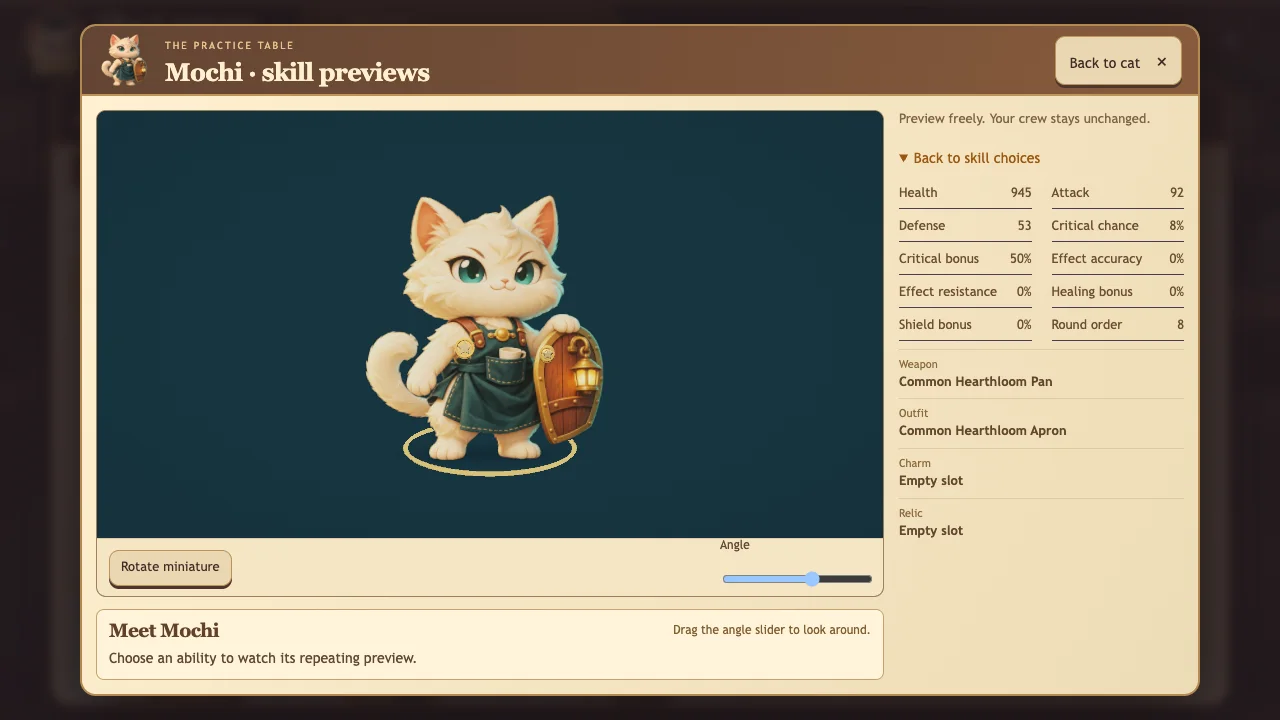 THE PRACTICE TABLE
Mochi · skill previews
Back to cat ×
Preview freely. Your crew stays unchanged.
▼ Back to skill choices
Health 945 Attack 92
Defense 53 Critical chance 8%
Critical bonus 50% Effect accuracy 0%
Effect resistance 0% Healing bonus 0%
Shield bonus 0% Round order 8
Weapon
Common Hearthloom Pan
Outfit
Common Hearthloom Apron
Charm
Empty slot
Relic
Empty slot
Rotate miniature
Angle
Meet Mochi
Drag the angle slider to look around.
Choose an ability to watch its repeating preview.